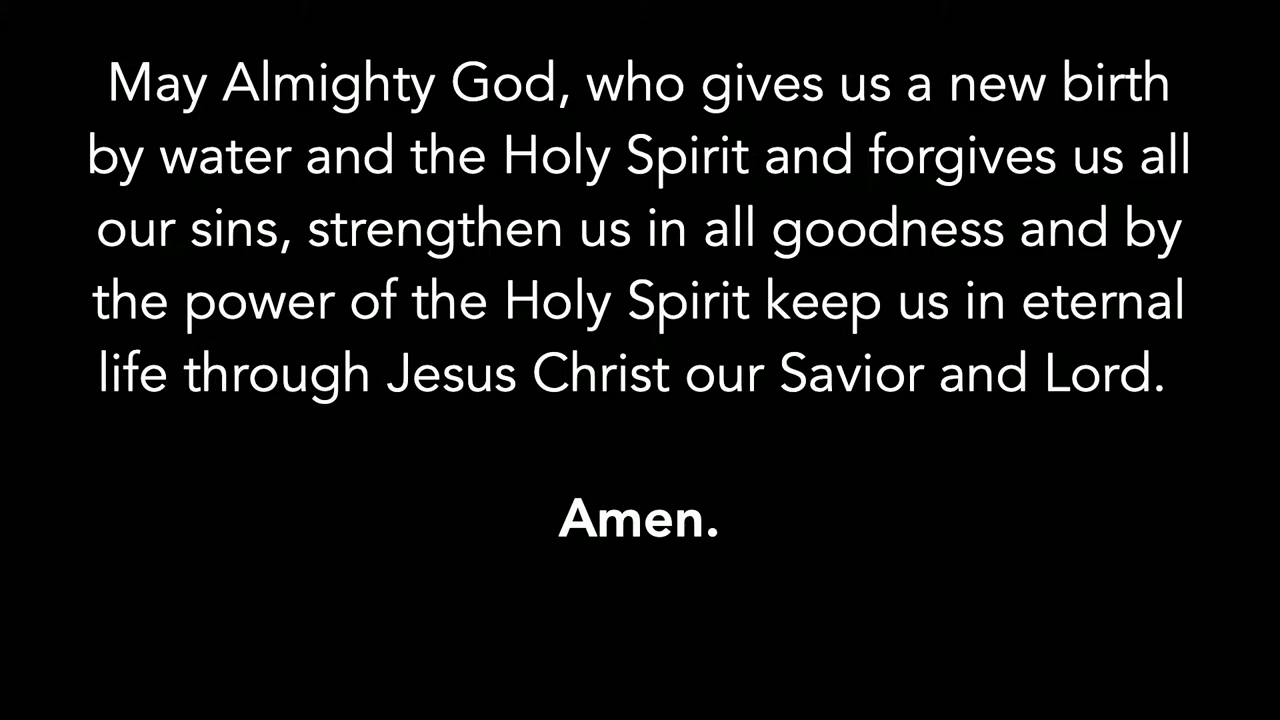 May Almighty God, who gives us a new birth
by water and the Holy Spirit and forgives us all
our sins, strengthen us in all goodness and by
the power of the Holy Spirit keep us in eternal
life through Jesus Christ our Savior and Lord.
Amen.